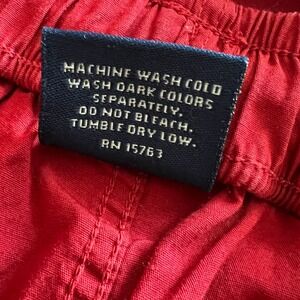 MACHINE WASH COLD
WASH DARK COLORS
SEPARATELY.
DO NOT BLEACH.
TUMBLE DRY LOW.
RN 15763